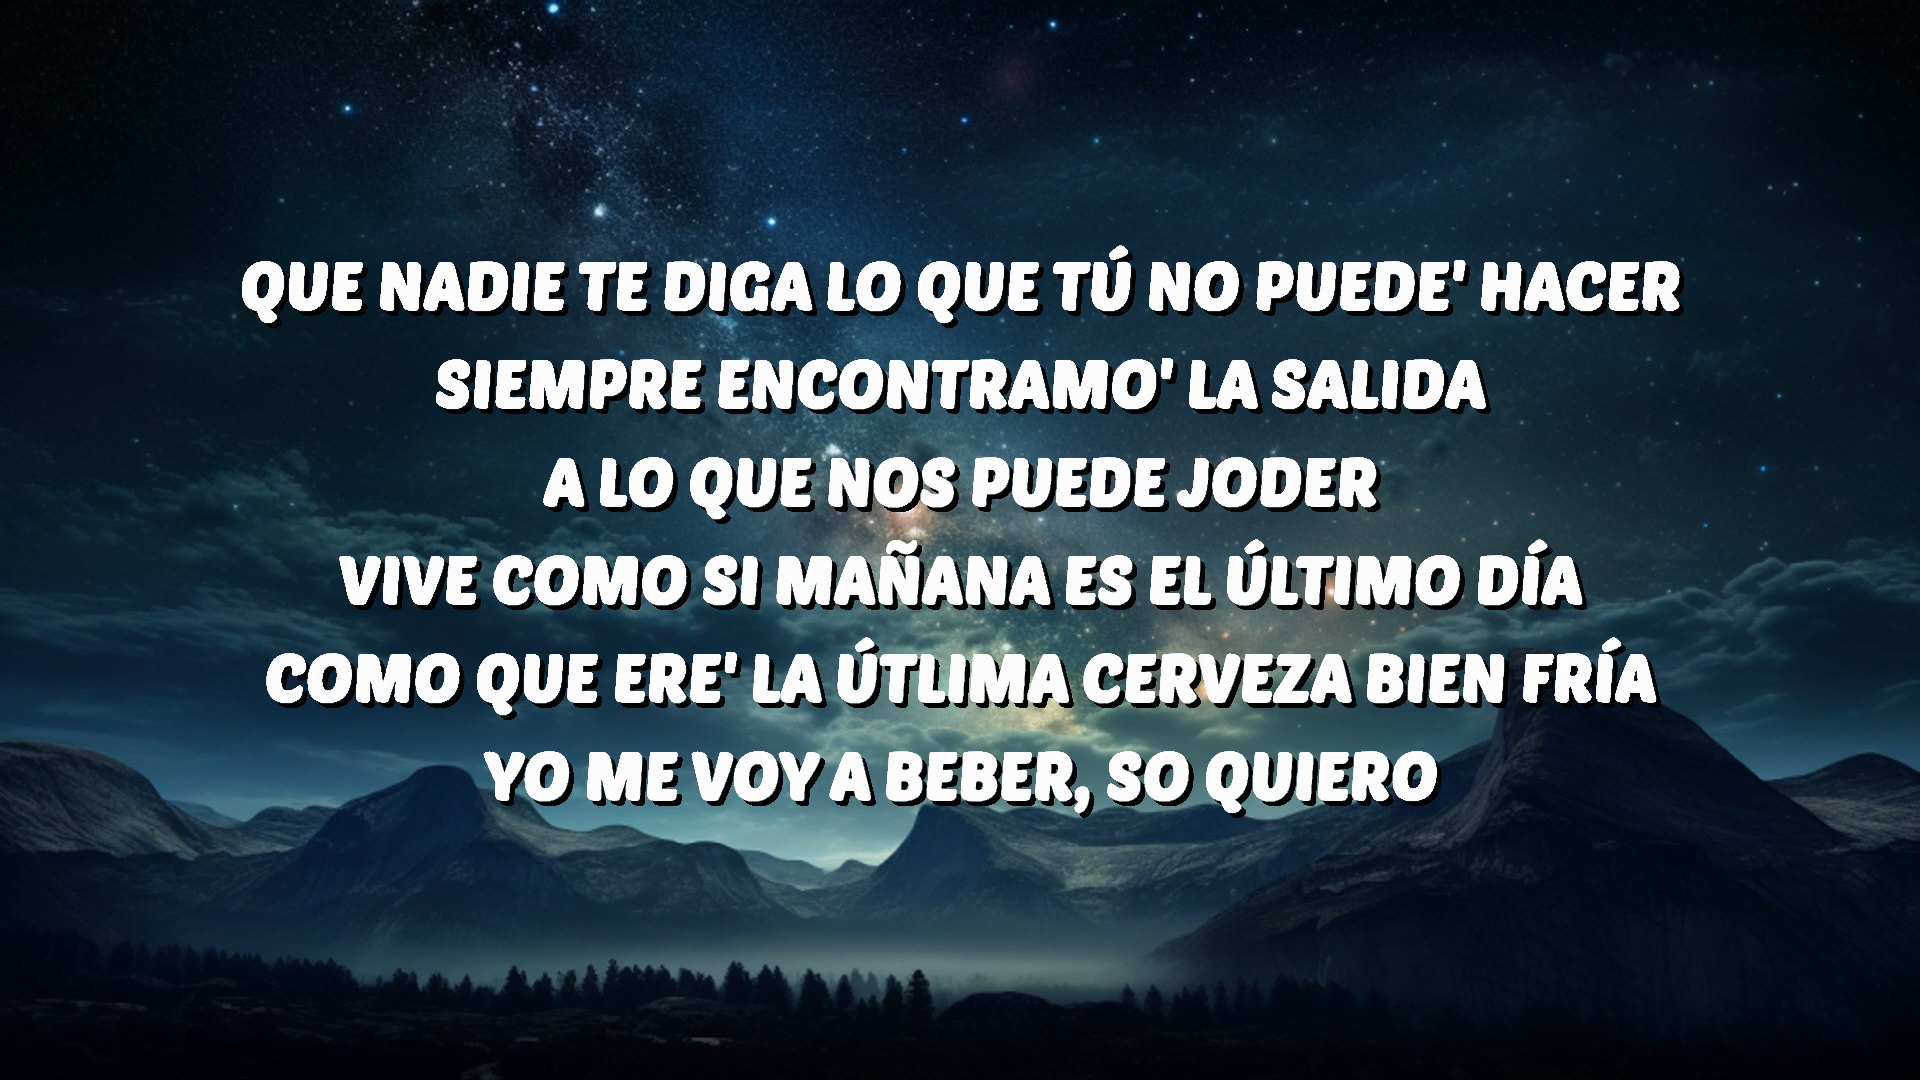 QUE NADIE TE DIGA LO QUE TÚ NO PUEDE' HACER
SIEMPRE ENCONTRAMO' LA SALIDA
A LO QUE NOS PUEDE JODER
VIVE COMO SI MAÑANA ES EL ÚLTIMO DÍA
COMO QUE ERE' LA ÚTLIMA CERVEZA BIEN FRÍA
YO ME VOY A BEBER, SO QUIERO